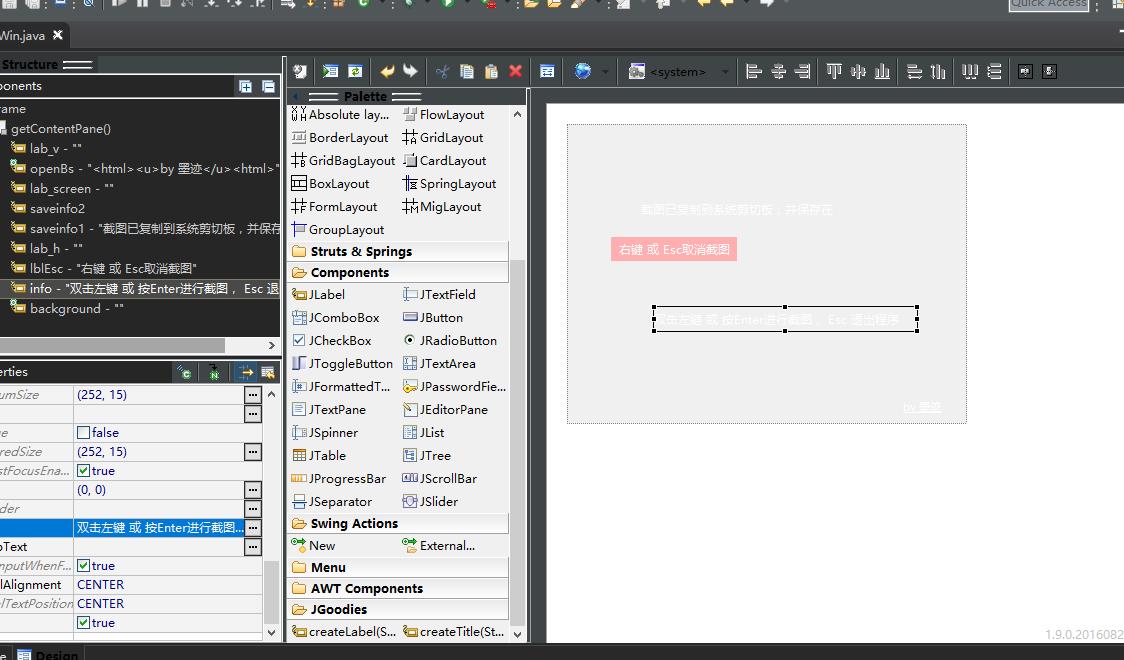 Quick Access
Win.java
Structure
ponents
ame
getContentPane()
lab_v - ""
openBs - "<html><u>by 墨迹</u><html>"
lab_screen - ""
saveinfo2
saveinfo1 - "截图已复制到系统剪切板，并保存
lab_h - ""
lblEsc - "右键 或 Esc取消截图"
info - "双击左键 或 按Enter进行截图， Esc 退
background - ""
erties
umSize (252, 15)
e false
redSize (252, 15)
stFocusEna... true
(0, 0)
der
双击左键 或 按Enter进行截图...
pText
nputWhenF... true
lAlignment CENTER
lTextPosition CENTER
true
<system>
Palette
Absolute lay... FlowLayout
BorderLayout GridLayout
GridBagLayout CardLayout
BoxLayout SpringLayout
FormLayout MigLayout
GroupLayout
Struts & Springs
Components
JLabel JTextField
JComboBox JButton
JCheckBox JRadioButton
JToggleButton JTextArea
JFormattedT... JPasswordFie...
JTextPane JEditorPane
JSpinner JList
JTable JTree
JProgressBar JScrollBar
JSeparator JSlider
Swing Actions
New External...
Menu
AWT Components
JGoodies
createLabel(S... createTitle(St...
截图已复制到系统剪切板，并保存在
右键 或 Esc取消截图
双击左键 或 按Enter进行截图， Esc 退出程序
by 墨迹
1.9.0.2016082
e Design